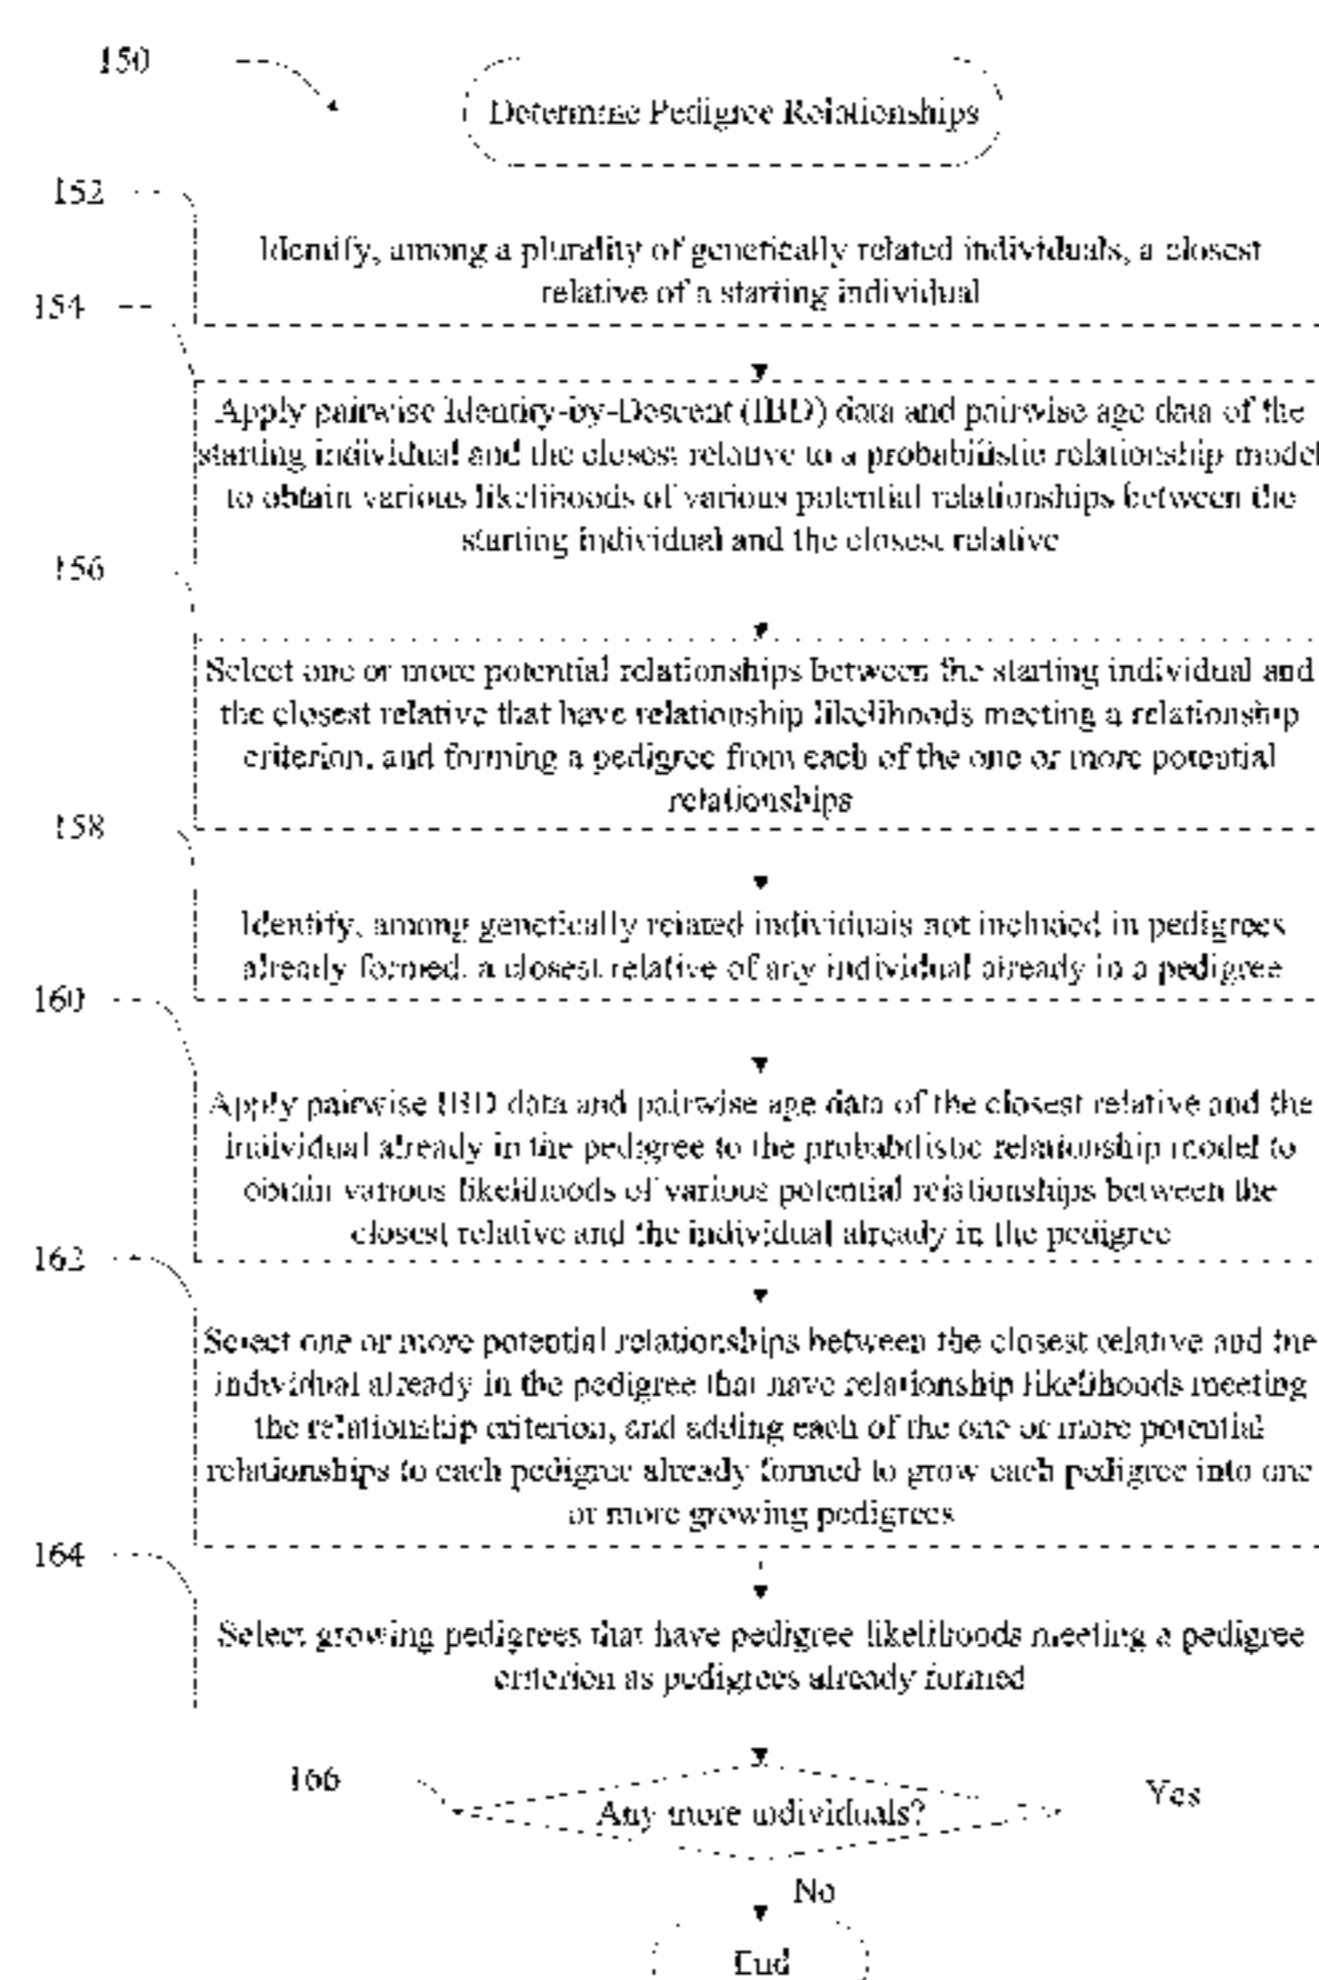 150
Determine Pedigree Relationships
152
Identify, among a plurality of genetically related individuals, a closest
relative of a starting individual
154
Apply pairwise Identity-by-Descent (IBD) data and pairwise age data of the
starting individual and the closest relative to a probabilistic relationship model
to obtain various likelihoods of various potential relationships between the
starting individual and the closest relative
156
Select one or more potential relationships between the starting individual and
the closest relative that have relationship likelihoods meeting a relationship
criterion, and forming a pedigree from each of the one or more potential
relationships
158
Identify, among genetically related individuals not included in pedigrees
already formed, a closest relative of any individual already in a pedigree
160
Apply pairwise IBD data and pairwise age data of the closest relative and the
individual already in the pedigree to the probabilistic relationship model to
obtain various likelihoods of various potential relationships between the
closest relative and the individual already in the pedigree
162
Select one or more potential relationships between the closest relative and the
individual already in the pedigree that have relationship likelihoods meeting
the relationship criterion, and adding each of the one or more potential
relationships to each pedigree already formed to grow each pedigree into one
or more growing pedigrees
164
Select growing pedigrees that have pedigree likelihoods meeting a pedigree
criterion as pedigrees already formed
166
Any more individuals?
Yes
No
End